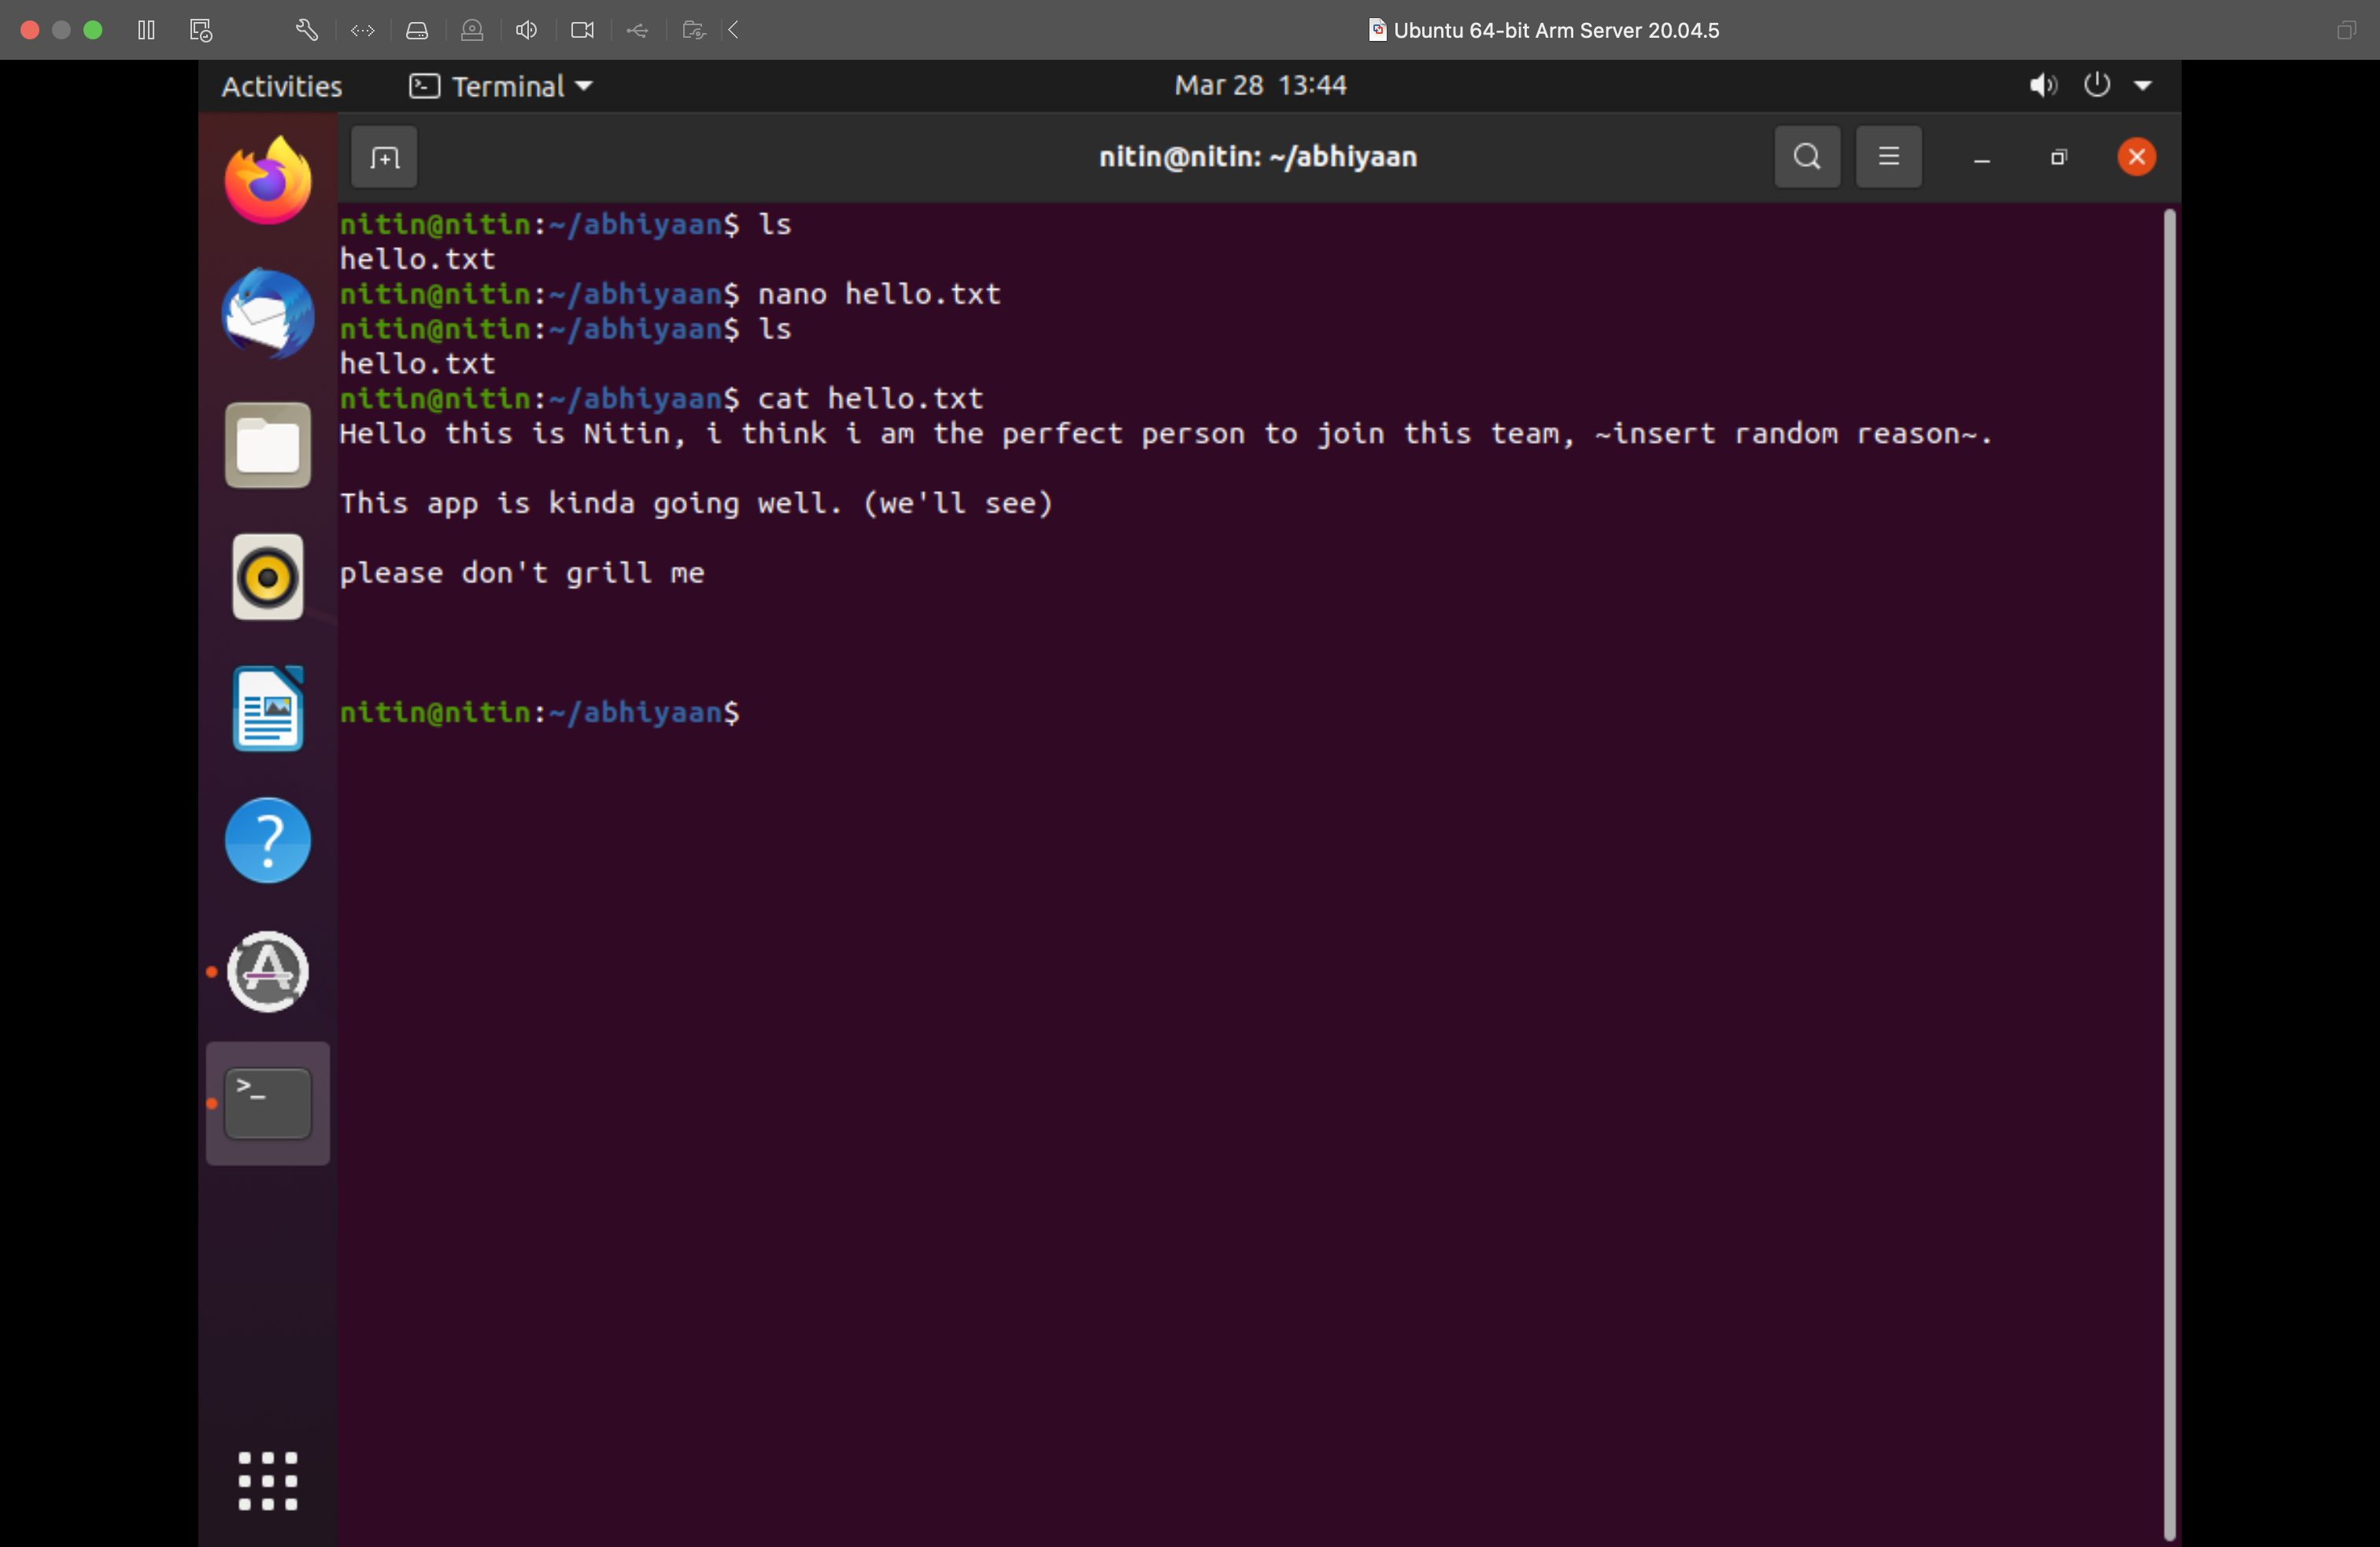 Ubuntu 64-bit Arm Server 20.04.5
Activities Terminal Mar 28 13:44
nitin@nitin: ~/abhiyaan
nitin@nitin:~/abhiyaan$ ls
hello.txt
nitin@nitin:~/abhiyaan$ nano hello.txt
nitin@nitin:~/abhiyaan$ ls
hello.txt
nitin@nitin:~/abhiyaan$ cat hello.txt
Hello this is Nitin, i think i am the perfect person to join this team, ~insert random reason~.
This app is kinda going well. (we'll see)
please don't grill me
nitin@nitin:~/abhiyaan$